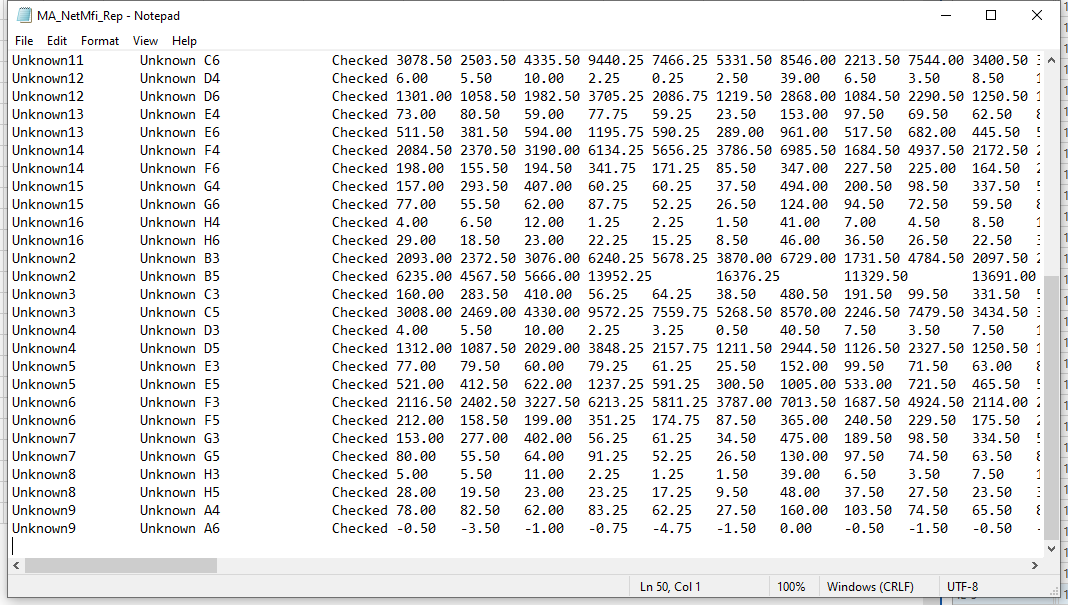 MA_NetMfi_Rep - Notepad
File Edit Format View Help
Unknown11 Unknown C6 Checked 3078.50 2503.50 4335.50 9440.25 7466.25 5331.50 8546.00 2213.50 7544.00 3400.50
Unknown12 Unknown D4 Checked 6.00 5.50 10.00 2.25 0.25 2.50 39.00 6.50 3.50 8.50
Unknown12 Unknown D6 Checked 1301.00 1058.50 1982.50 3705.25 2086.75 1219.50 2868.00 1084.50 2290.50 1250.50
Unknown13 Unknown E4 Checked 73.00 80.50 59.00 77.75 59.25 23.50 153.00 97.50 69.50 62.50
Unknown13 Unknown E6 Checked 511.50 381.50 594.00 1195.75 590.25 289.00 961.00 517.50 682.00 445.50
Unknown14 Unknown F4 Checked 2084.50 2370.50 3190.00 6134.25 5656.25 3786.50 6985.50 1684.50 4937.50 2172.50
Unknown14 Unknown F6 Checked 198.00 155.50 194.50 341.75 171.25 85.50 347.00 227.50 225.00 164.50
Unknown15 Unknown G4 Checked 157.00 293.50 407.00 60.25 60.25 37.50 494.00 200.50 98.50 337.50
Unknown15 Unknown G6 Checked 77.00 55.50 62.00 87.75 52.25 26.50 124.00 94.50 72.50 59.50
Unknown16 Unknown H4 Checked 4.00 6.50 12.00 1.25 2.25 1.50 41.00 7.00 4.50 8.50
Unknown16 Unknown H6 Checked 29.00 18.50 23.00 22.25 15.25 8.50 46.00 36.50 26.50 22.50
Unknown2 Unknown B3 Checked 2093.00 2372.50 3076.00 6240.25 5678.25 3870.00 6729.00 1731.50 4784.50 2097.50
Unknown2 Unknown B5 Checked 6235.00 4567.50 5666.00 13952.25 16376.25 11329.50 13691.00
Unknown3 Unknown C3 Checked 160.00 283.50 410.00 56.25 64.25 38.50 480.50 191.50 99.50 331.50
Unknown3 Unknown C5 Checked 3008.00 2469.00 4330.00 9572.25 7559.75 5268.50 8570.00 2246.50 7479.50 3434.50
Unknown4 Unknown D3 Checked 4.00 5.50 10.00 2.25 3.25 0.50 40.50 7.50 3.50 7.50
Unknown4 Unknown D5 Checked 1312.00 1087.50 2029.00 3848.25 2157.75 1211.50 2944.50 1126.50 2327.50 1250.50
Unknown5 Unknown E3 Checked 77.00 79.50 60.00 79.25 61.25 25.50 152.00 99.50 71.50 63.00
Unknown5 Unknown E5 Checked 521.00 412.50 622.00 1237.25 591.25 300.50 1005.00 533.00 721.50 465.50
Unknown6 Unknown F3 Checked 2116.50 2402.50 3227.50 6213.25 5811.25 3787.00 7013.50 1687.50 4924.50 2114.00
Unknown6 Unknown F5 Checked 212.00 158.50 199.00 351.25 174.75 87.50 365.00 240.50 229.50 175.50
Unknown7 Unknown G3 Checked 153.00 277.00 402.00 56.25 61.25 34.50 475.00 189.50 98.50 334.50
Unknown7 Unknown G5 Checked 80.00 55.50 64.00 91.25 52.25 26.50 130.00 97.50 74.50 63.50
Unknown8 Unknown H3 Checked 5.00 5.50 11.00 2.25 1.25 1.50 39.00 6.50 3.50 7.50
Unknown8 Unknown H5 Checked 28.00 19.50 23.00 23.25 17.25 9.50 48.00 37.50 27.50 23.50
Unknown9 Unknown A4 Checked 78.00 82.50 62.00 83.25 62.25 27.50 160.00 103.50 74.50 65.50
Unknown9 Unknown A6 Checked -0.50 -3.50 -1.00 -0.75 -4.75 -1.50 0.00 -0.50 -1.50 -0.50
Ln 50, Col 1 100% Windows (CRLF) UTF-8